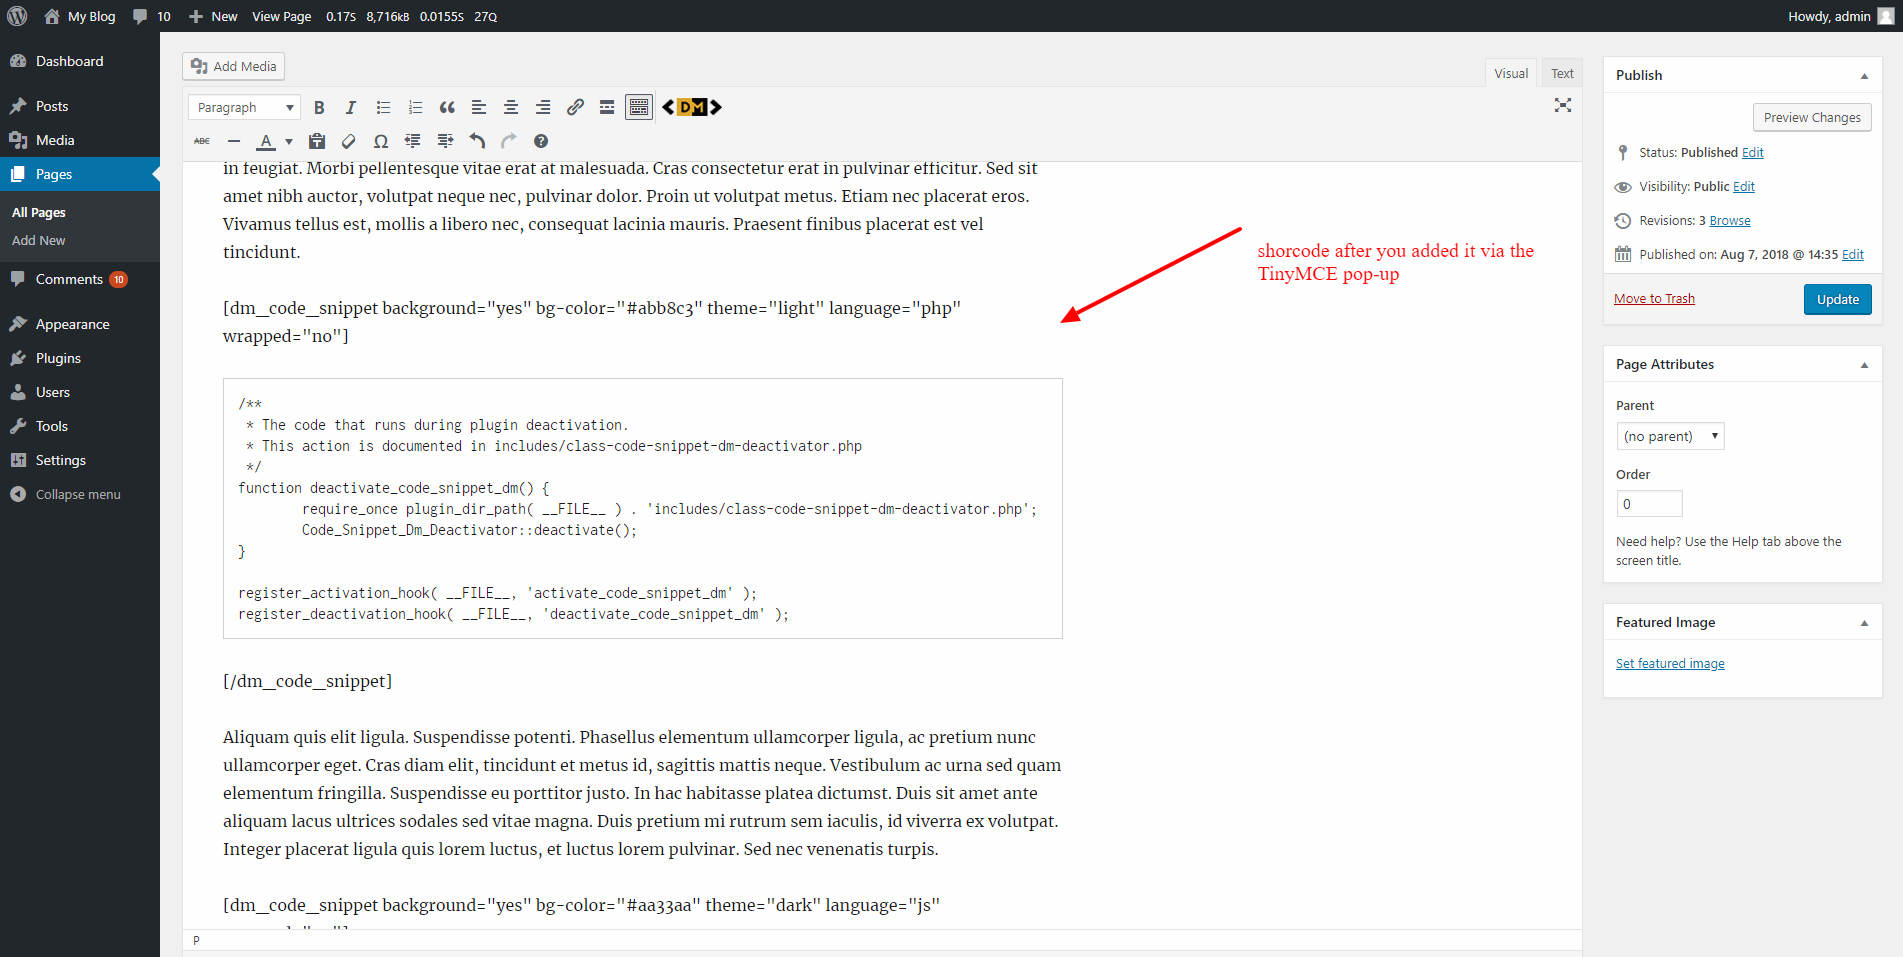 My Blog 10 New View Page 0.17S 8,716KB 0.0155S 27Q Howdy, admin
Dashboard
Posts
Media
Pages
All Pages
Add New
Comments 10
Appearance
Plugins
Users
Tools
Settings
Collapse menu
Add Media
Visual Text
Paragraph B I <DM>
ABC A Ω
in feugiat. Morbi pellentesque vitae erat at malesuada. Cras consectetur erat in pulvinar efficitur. Sed sit
amet nibh auctor, volutpat neque nec, pulvinar dolor. Proin ut volutpat metus. Etiam nec placerat eros.
Vivamus tellus est, mollis a libero nec, consequat lacinia mauris. Praesent finibus placerat est vel
tincidunt.
shorcode after you added it via the
TinyMCE pop-up
[dm_code_snippet background="yes" bg-color="#abb8c3" theme="light" language="php"
wrapped="no"]
/**
 * The code that runs during plugin deactivation.
 * This action is documented in includes/class-code-snippet-dm-deactivator.php
 */
function deactivate_code_snippet_dm() {
        require_once plugin_dir_path( __FILE__ ) . 'includes/class-code-snippet-dm-deactivator.php';
        Code_Snippet_Dm_Deactivator::deactivate();
}
register_activation_hook( __FILE__, 'activate_code_snippet_dm' );
register_deactivation_hook( __FILE__, 'deactivate_code_snippet_dm' );
[/dm_code_snippet]
Aliquam quis elit ligula. Suspendisse potenti. Phasellus elementum ullamcorper ligula, ac pretium nunc
ullamcorper eget. Cras diam elit, tincidunt et metus id, sagittis mattis neque. Vestibulum ac urna sed quam
elementum fringilla. Suspendisse eu porttitor justo. In hac habitasse platea dictumst. Duis sit amet ante
aliquam lacus ultrices sodales sed vitae magna. Duis pretium mi rutrum sem iaculis, id viverra ex volutpat.
Integer placerat ligula quis lorem luctus, et luctus lorem pulvinar. Sed nec venenatis turpis.
[dm_code_snippet background="yes" bg-color="#aa33aa" theme="dark" language="js"
P
Publish
Preview Changes
Status: Published Edit
Visibility: Public Edit
Revisions: 3 Browse
Published on: Aug 7, 2018 @ 14:35 Edit
Move to Trash
Update
Page Attributes
Parent
(no parent)
Order
0
Need help? Use the Help tab above the
screen title.
Featured Image
Set featured image